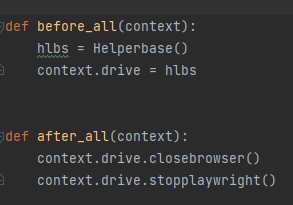 def before_all(context):
    hlbs = Helperbase()
    context.drive = hlbs
def after_all(context):
    context.drive.closebrowser()
    context.drive.stopplaywright()